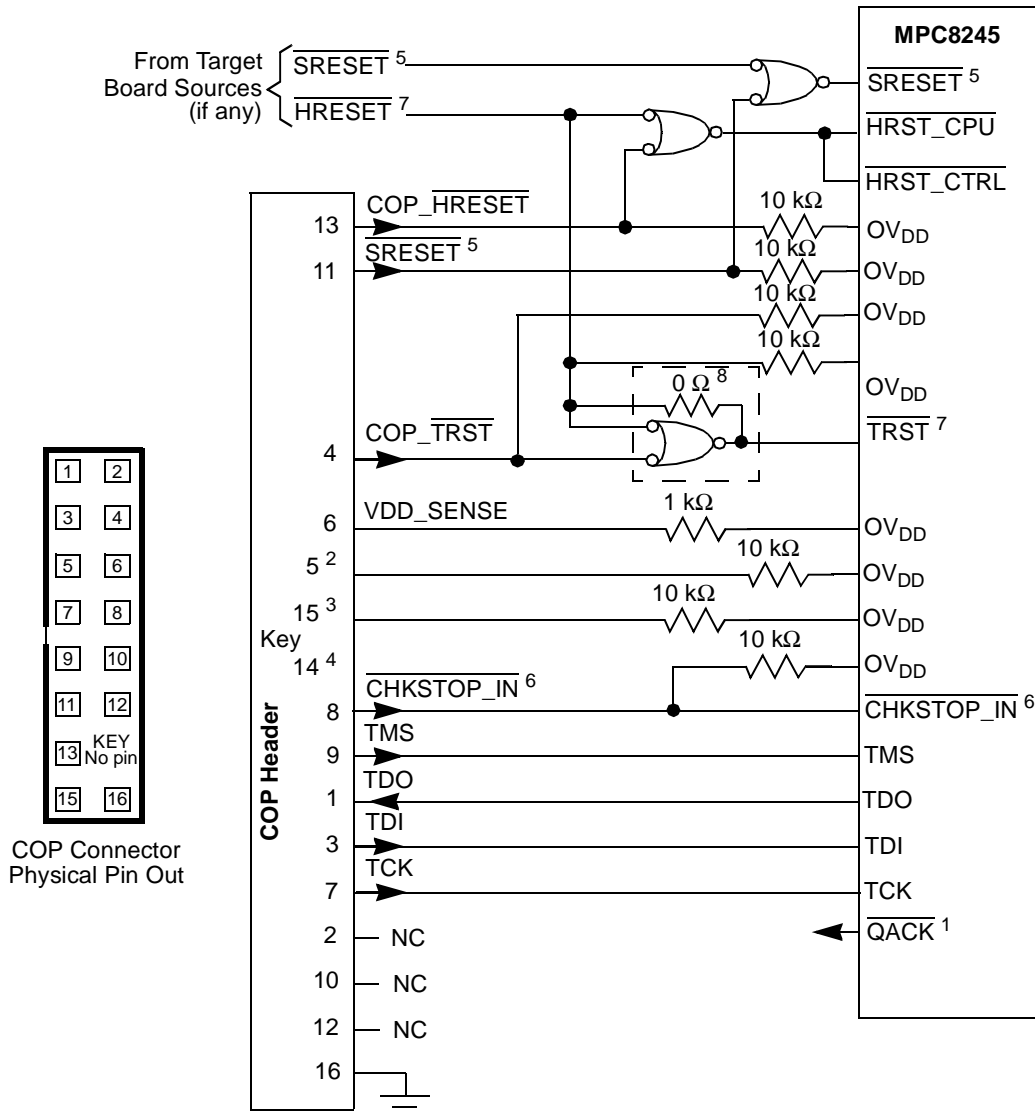 MPC8245
From Target
Board Sources
(if any)
SRESET 5
HRESET 7
SRESET 5
HRST_CPU
HRST_CTRL
13 COP_HRESET 10 kΩ OVDD
11 SRESET 5 10 kΩ OVDD
10 kΩ OVDD
10 kΩ OVDD
0 Ω 8
4 COP_TRST TRST 7
6 VDD_SENSE 1 kΩ OVDD
5 2 10 kΩ OVDD
15 3 10 kΩ OVDD
Key
14 4 10 kΩ OVDD
8 CHKSTOP_IN 6 CHKSTOP_IN 6
9 TMS TMS
1 TDO TDO
3 TDI TDI
7 TCK TCK
QACK 1
2 NC
10 NC
12 NC
16
COP Header
1 2
3 4
5 6
7 8
9 10
11 12
13 KEY
No pin
15 16
COP Connector
Physical Pin Out